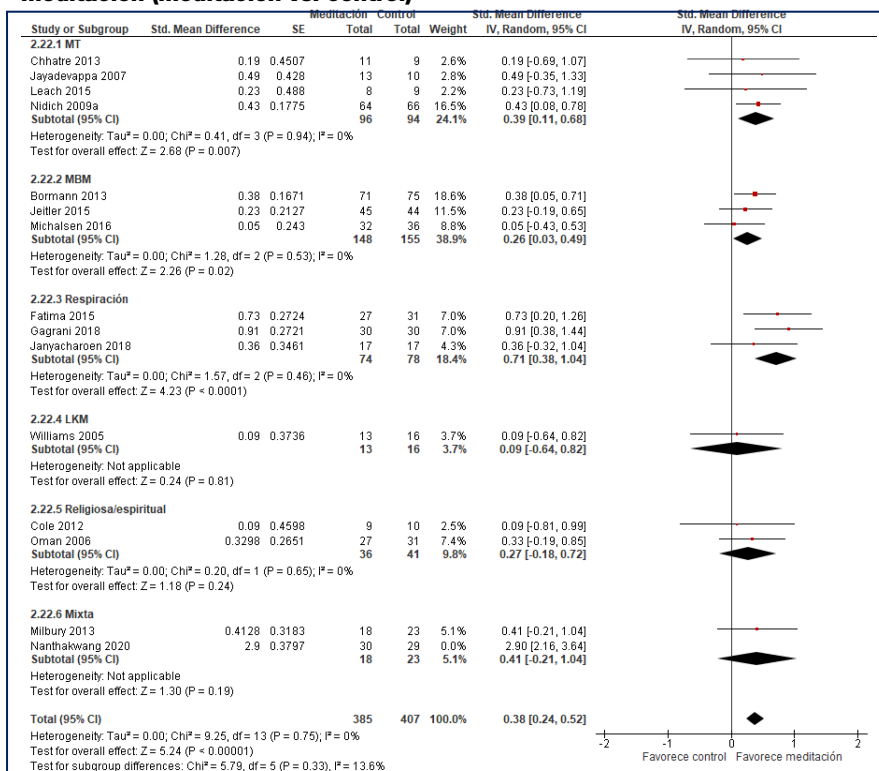 meditación (meditación vs. control)
Meditación Control Std. Mean Difference Std. Mean Difference
Study or Subgroup Std. Mean Difference SE Total Total Weight IV, Random, 95% CI IV, Random, 95% CI
2.22.1 MT
Chhatre 2013 0.19 0.4507 11 9 2.6% 0.19 [-0.69, 1.07]
Jayadevappa 2007 0.49 0.428 13 10 2.9% 0.49 [-0.35, 1.33]
Leach 2015 0.23 0.488 8 9 2.2% 0.23 [-0.73, 1.19]
Nidich 2009a 0.43 0.1775 64 66 16.5% 0.43 [0.08, 0.78]
Subtotal (95% CI) 96 94 24.1% 0.39 [0.11, 0.68]
Heterogeneity: Tau² = 0.00; Chi² = 0.41, df = 3 (P = 0.94); I² = 0%
Test for overall effect: Z = 2.68 (P = 0.007)
2.22.2 MBM
Bormann 2013 0.38 0.1671 71 75 18.6% 0.38 [0.05, 0.71]
Jeitler 2015 0.23 0.2127 45 44 11.5% 0.23 [-0.19, 0.65]
Michalsen 2016 0.05 0.243 32 36 8.8% 0.05 [-0.43, 0.53]
Subtotal (95% CI) 148 155 38.9% 0.26 [0.03, 0.49]
Heterogeneity: Tau² = 0.00; Chi² = 1.28, df = 2 (P = 0.53); I² = 0%
Test for overall effect: Z = 2.26 (P = 0.02)
2.22.3 Respiración
Fatima 2015 0.73 0.2724 27 31 7.0% 0.73 [0.20, 1.26]
Gagrani 2018 0.91 0.2721 30 30 7.0% 0.91 [0.38, 1.44]
Janyacharoen 2018 0.36 0.3461 17 17 4.3% 0.36 [-0.32, 1.04]
Subtotal (95% CI) 74 78 18.4% 0.71 [0.38, 1.04]
Heterogeneity: Tau² = 0.00; Chi² = 1.57, df = 2 (P = 0.46); I² = 0%
Test for overall effect: Z = 4.23 (P < 0.0001)
2.22.4 LKM
Williams 2005 0.09 0.3736 13 16 3.7% 0.09 [-0.64, 0.82]
Subtotal (95% CI) 13 16 3.7% 0.09 [-0.64, 0.82]
Heterogeneity: Not applicable
Test for overall effect: Z = 0.24 (P = 0.81)
2.22.5 Religiosa/espiritual
Cole 2012 0.09 0.4598 9 10 2.5% 0.09 [-0.81, 0.99]
Oman 2006 0.3298 0.2651 27 31 7.4% 0.33 [-0.19, 0.85]
Subtotal (95% CI) 36 41 9.8% 0.27 [-0.18, 0.72]
Heterogeneity: Tau² = 0.00; Chi² = 0.20, df = 1 (P = 0.65); I² = 0%
Test for overall effect: Z = 1.18 (P = 0.24)
2.22.6 Mixta
Milbury 2013 0.4128 0.3183 18 23 5.1% 0.41 [-0.21, 1.04]
Nanthakwang 2020 2.9 0.3797 30 29 0.0% 2.90 [2.16, 3.64]
Subtotal (95% CI) 18 23 5.1% 0.41 [-0.21, 1.04]
Heterogeneity: Not applicable
Test for overall effect: Z = 1.30 (P = 0.19)
Total (95% CI) 385 407 100.0% 0.38 [0.24, 0.52]
Heterogeneity: Tau² = 0.00; Chi² = 9.25, df = 13 (P = 0.75); I² = 0%
Test for overall effect: Z = 5.24 (P < 0.00001)
Test for subgroup differences: Chi² = 5.79, df = 5 (P = 0.33), I² = 13.6%
-2 -1 0 1 2
Favorece control Favorece meditación